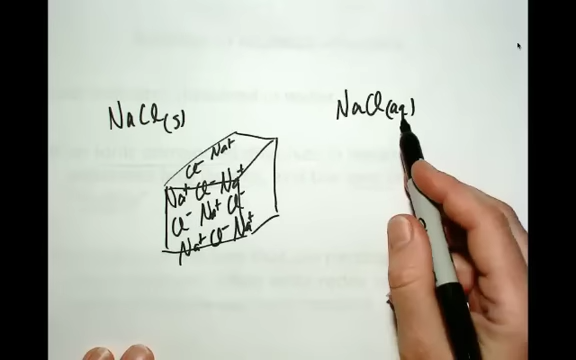 NaCl(s)
NaCl(aq)
Cl⁻ Na⁺
Na⁺ Cl⁻ Na⁺
Cl⁻ Na⁺ Cl⁻
Na⁺ Cl⁻ Na⁺